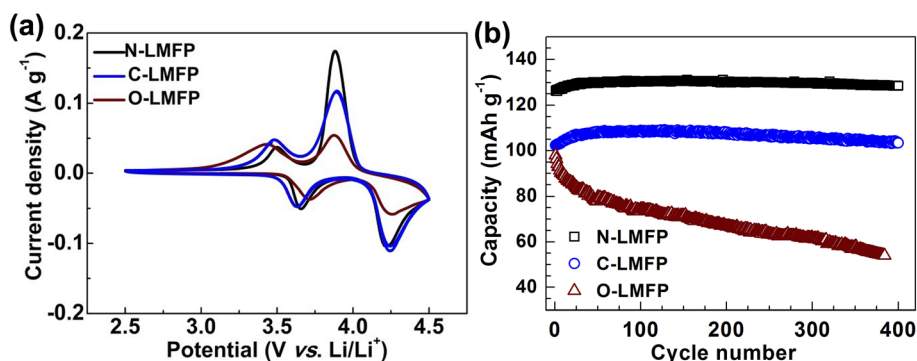 (a)
0.2
0.1
0.0
-0.1
-0.2
Current density (A g⁻¹)
N-LMFP
C-LMFP
O-LMFP
2.5 3.0 3.5 4.0 4.5
Potential (V vs. Li/Li⁺)
(b)
140
120
100
80
60
40
Capacity (mAh g⁻¹)
N-LMFP
C-LMFP
O-LMFP
0 100 200 300 400
Cycle number